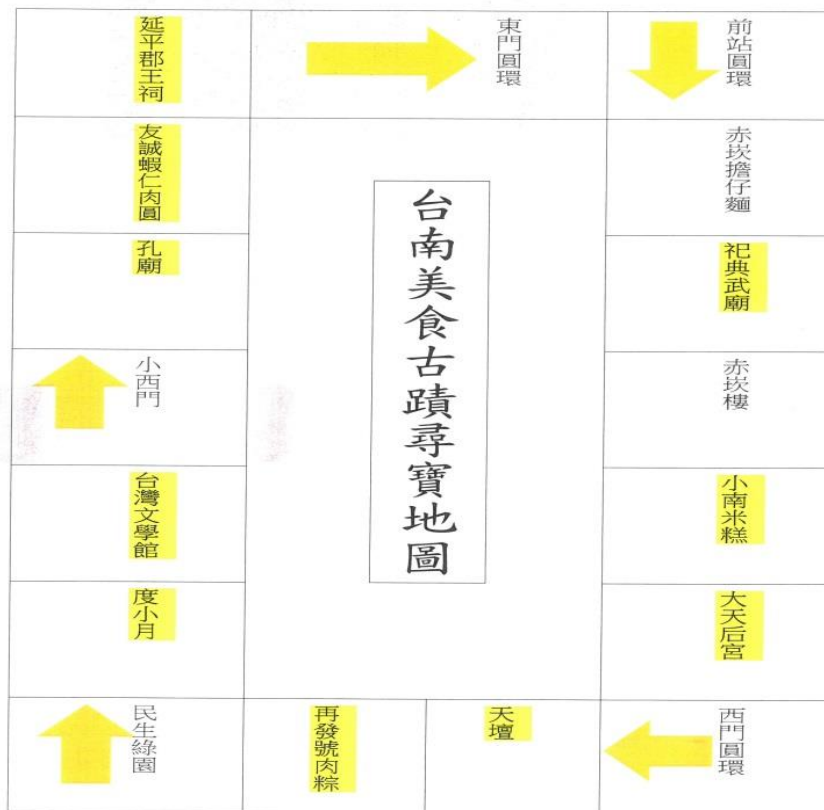 台南美食古蹟尋寶地圖
前站圓環
赤崁擔仔麵
祀典武廟
赤崁樓
小南米糕
大天后宮
西門圓環
天壇
再發號肉粽
民生綠園
度小月
台灣文學館
小西門
孔廟
友誠蝦仁肉圓
延平郡王祠
東門圓環